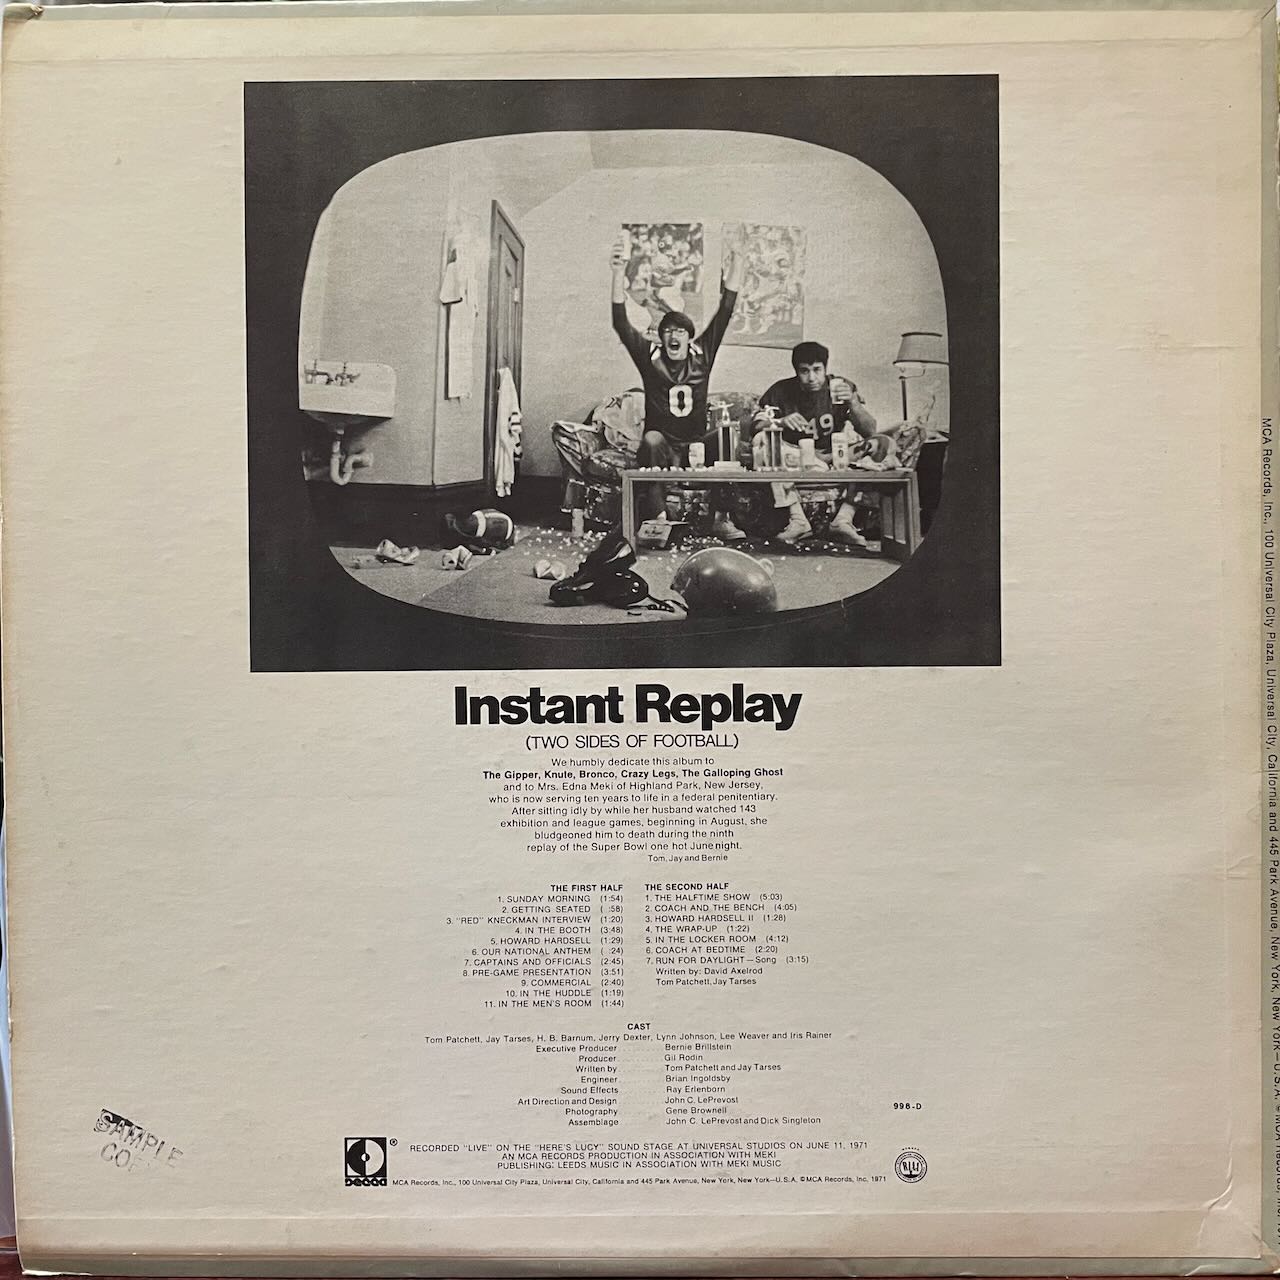 0
49
Instant Replay
(TWO SIDES OF FOOTBALL)
We humbly dedicate this album to
The Gipper, Knute, Bronco, Crazy Legs, The Galloping Ghost
and to Mrs. Edna Meki of Highland Park, New Jersey,
who is now serving ten years to life in a federal penitentiary.
After sitting idly by while her husband watched 143
exhibition and league games, beginning in August, she
bludgeoned him to death during the ninth
replay of the Super Bowl one hot June night.
Tom, Jay and Bernie
THE FIRST HALF
1. SUNDAY MORNING (1:54)
2. GETTING SEATED ( :58)
3. "RED" KNECKMAN INTERVIEW (1:20)
4. IN THE BOOTH (3:48)
5. HOWARD HARDSELL (1:29)
6. OUR NATIONAL ANTHEM ( :24)
7. CAPTAINS AND OFFICIALS (2:45)
8. PRE-GAME PRESENTATION (3:51)
9. COMMERCIAL (2:40)
10. IN THE HUDDLE (1:19)
11. IN THE MEN'S ROOM (1:44)
THE SECOND HALF
1. THE HALFTIME SHOW (5:03)
2. COACH AND THE BENCH (4:05)
3. HOWARD HARDSELL II (1:28)
4. THE WRAP-UP (1:22)
5. IN THE LOCKER ROOM (4:12)
6. COACH AT BEDTIME (2:20)
7. RUN FOR DAYLIGHT—Song (3:15)
Written by: David Axelrod
Tom Patchett, Jay Tarses
CAST
Tom Patchett, Jay Tarses, H. B. Barnum, Jerry Dexter, Lynn Johnson, Lee Weaver and Iris Rainer
Executive Producer Bernie Brillstein
Producer Gil Rodin
Written by Tom Patchett and Jay Tarses
Engineer Brian Ingoldsby
Sound Effects Ray Erlenborn
Art Direction and Design John C. LePrevost
Photography Gene Brownell
Assemblage John C. LePrevost and Dick Singleton
998-D
SAMPLE
DECCA ®
RECORDED "LIVE" ON THE "HERE'S LUCY" SOUND STAGE AT UNIVERSAL STUDIOS ON JUNE 11, 1971
AN MCA RECORDS PRODUCTION IN ASSOCIATION WITH MEKI
PUBLISHING: LEEDS MUSIC IN ASSOCIATION WITH MEKI MUSIC
MCA Records, Inc., 100 Universal City Plaza, Universal City, California and 445 Park Avenue, New York, New York—U.S.A. ©MCA Records, Inc. 1971
MCA Records, Inc., 100 Universal City Plaza, Universal City, California and 445 Park Avenue, New York, New York—U.S.A.